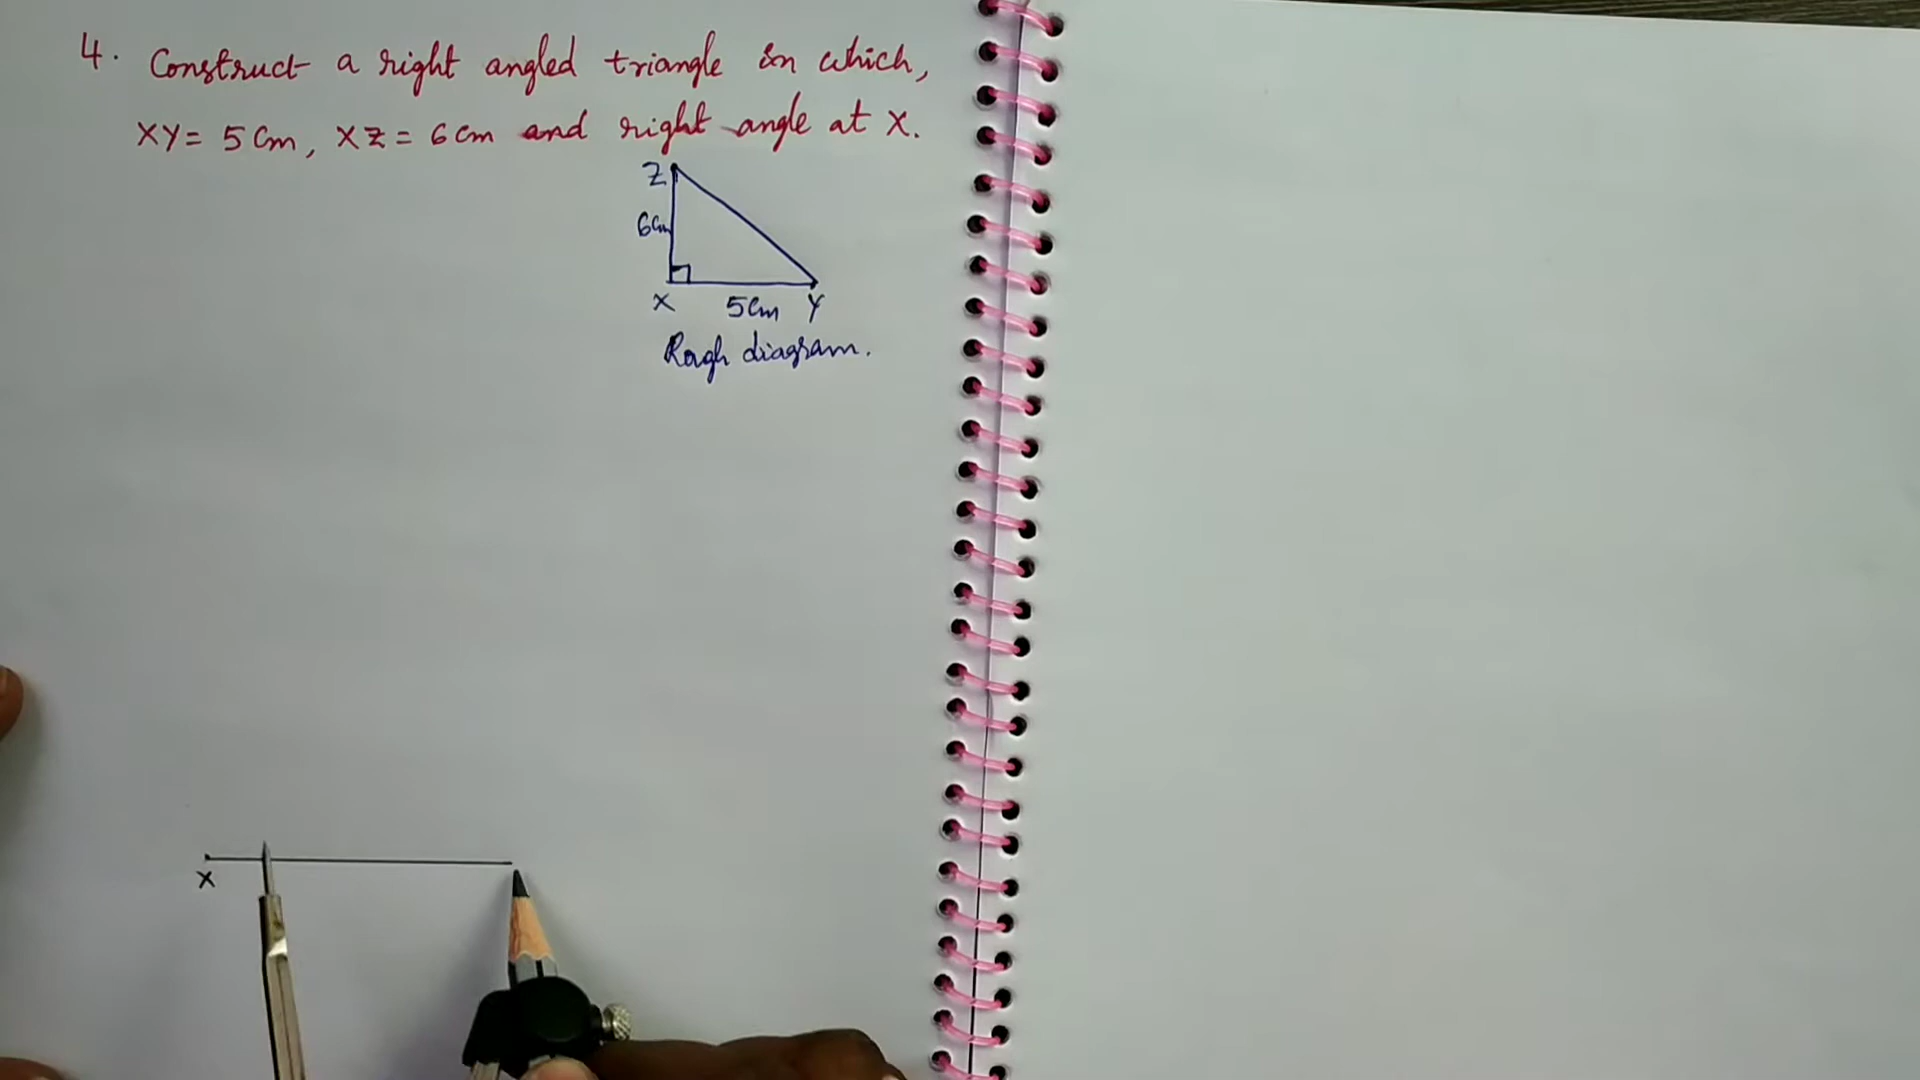 4. Construct a right angled triangle in which,
XY = 5 cm, XZ = 6 cm and right angle at X.
Z
6cm
X 5cm Y
Rough diagram.
X